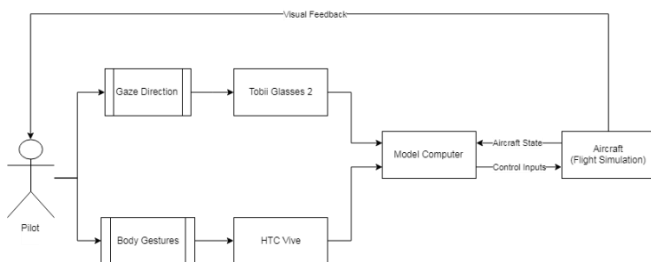 Visual Feedback
Gaze Direction
Tobii Glasses 2
Model Computer
Aircraft State
Control Inputs
Aircraft
(Flight Simulation)
Pilot
Body Gestures
HTC Vive